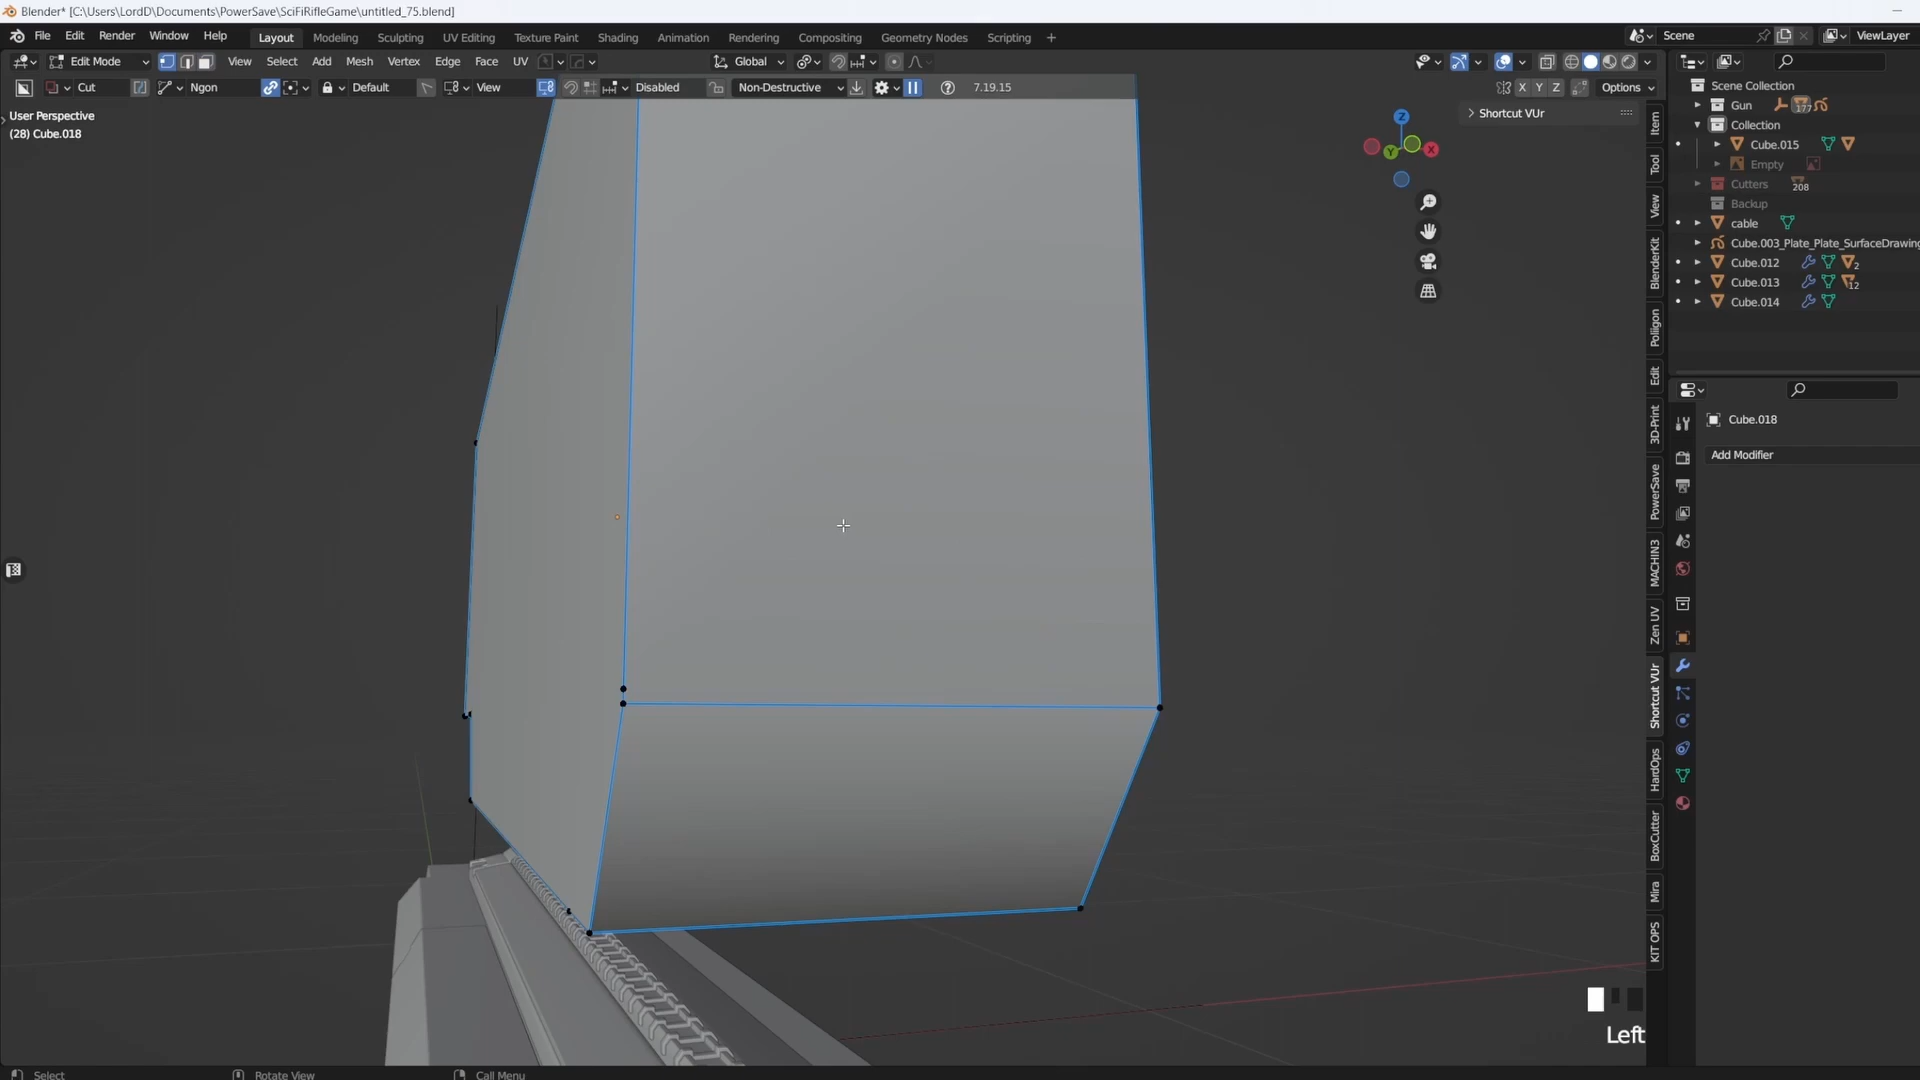 Blender* [C:\Users\LordD\Documents\PowerSave\SciFiRifleGame\untitled_75.blend]
File Edit Render Window Help Layout Modeling Sculpting UV Editing Texture Paint Shading Animation Rendering Compositing Geometry Nodes Scripting + Scene ViewLayer
Edit Mode View Select Add Mesh Vertex Edge Face UV Global
Cut Ngon Default View Disabled Non-Destructive 7.19.15 X Y Z Options
User Perspective
(28) Cube.018
Shortcut VUr
Z
Y
X
Item
Tool
View
BlenderKit
Poliigon
Edit
3D-Print
PowerSave
MACHIN3
Zen UV
Shortcut VUr
HardOps
BoxCutter
Mira
KIT OPS
Scene Collection
Gun 177
Collection
Cube.015
Empty
Cutters 208
Backup
cable
Cube.003_Plate_Plate_SurfaceDrawing
Cube.012 2
Cube.013 12
Cube.014
Cube.018
Add Modifier
Left
Select Rotate View Call Menu